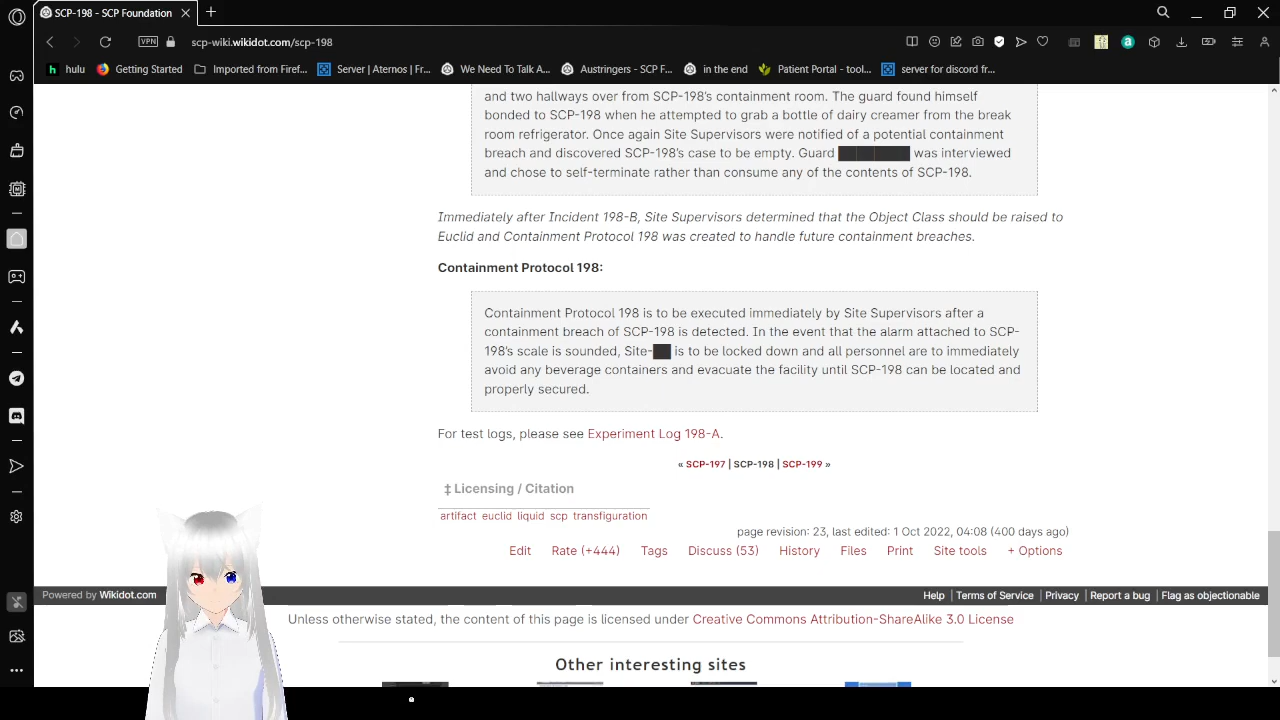 SCP-198 - SCP Foundation
VPN scp-wiki.wikidot.com/scp-198
hulu Getting Started Imported from Firef... Server | Aternos | Fr... We Need To Talk A... Austringers - SCP F... in the end Patient Portal - tool... server for discord fr...
and two hallways over from SCP-198's containment room. The guard found himself
bonded to SCP-198 when he attempted to grab a bottle of dairy creamer from the break
room refrigerator. Once again Site Supervisors were notified of a potential containment
breach and discovered SCP-198's case to be empty. Guard ████████ was interviewed
and chose to self-terminate rather than consume any of the contents of SCP-198.
Immediately after Incident 198-B, Site Supervisors determined that the Object Class should be raised to
Euclid and Containment Protocol 198 was created to handle future containment breaches.
Containment Protocol 198:
Containment Protocol 198 is to be executed immediately by Site Supervisors after a
containment breach of SCP-198 is detected. In the event that the alarm attached to SCP-
198's scale is sounded, Site-██ is to be locked down and all personnel are to immediately
avoid any beverage containers and evacuate the facility until SCP-198 can be located and
properly secured.
For test logs, please see Experiment Log 198-A.
« SCP-197 | SCP-198 | SCP-199 »
‡ Licensing / Citation
artifact euclid liquid scp transfiguration
page revision: 23, last edited: 1 Oct 2022, 04:08 (400 days ago)
Edit Rate (+444) Tags Discuss (53) History Files Print Site tools + Options
Powered by Wikidot.com Help | Terms of Service | Privacy | Report a bug | Flag as objectionable
Unless otherwise stated, the content of this page is licensed under Creative Commons Attribution-ShareAlike 3.0 License
Other interesting sites